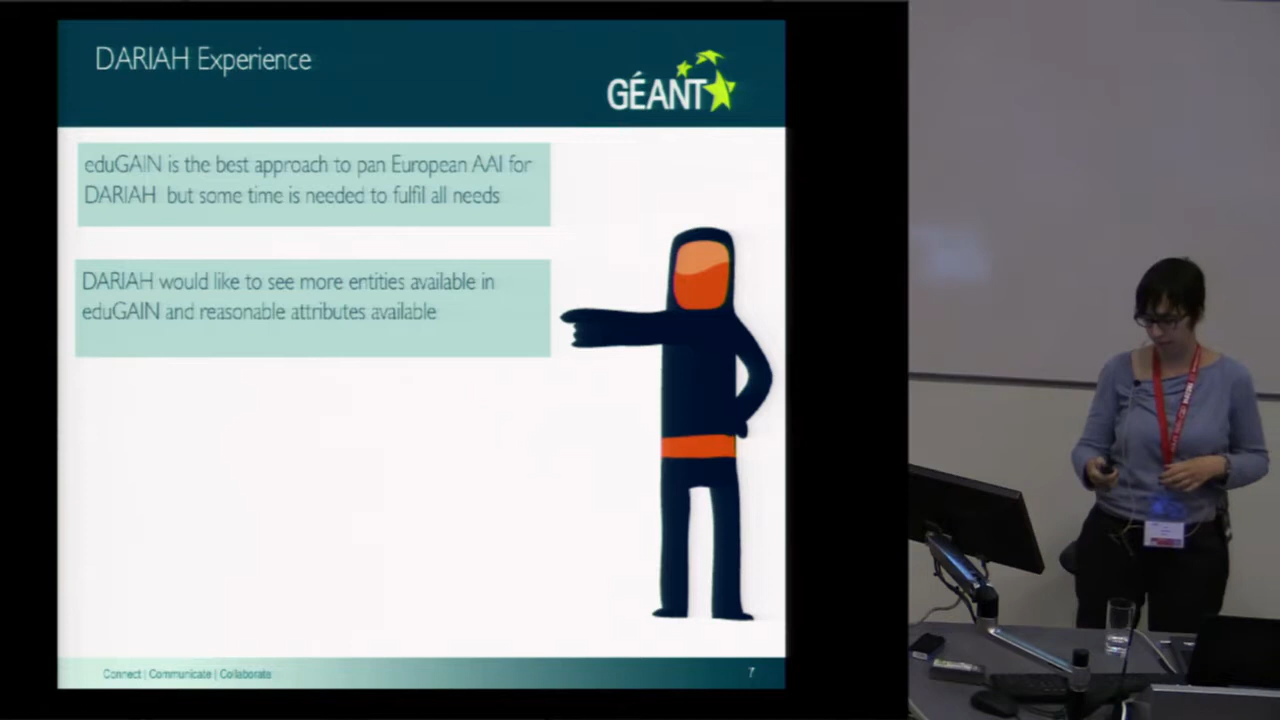 DARIAH Experience
GÉANT
eduGAIN is the best approach to pan European AAI for
DARIAH but some time is needed to fulfil all needs
DARIAH would like to see more entities available in
eduGAIN and reasonable attributes available
Connect | Communicate | Collaborate
7